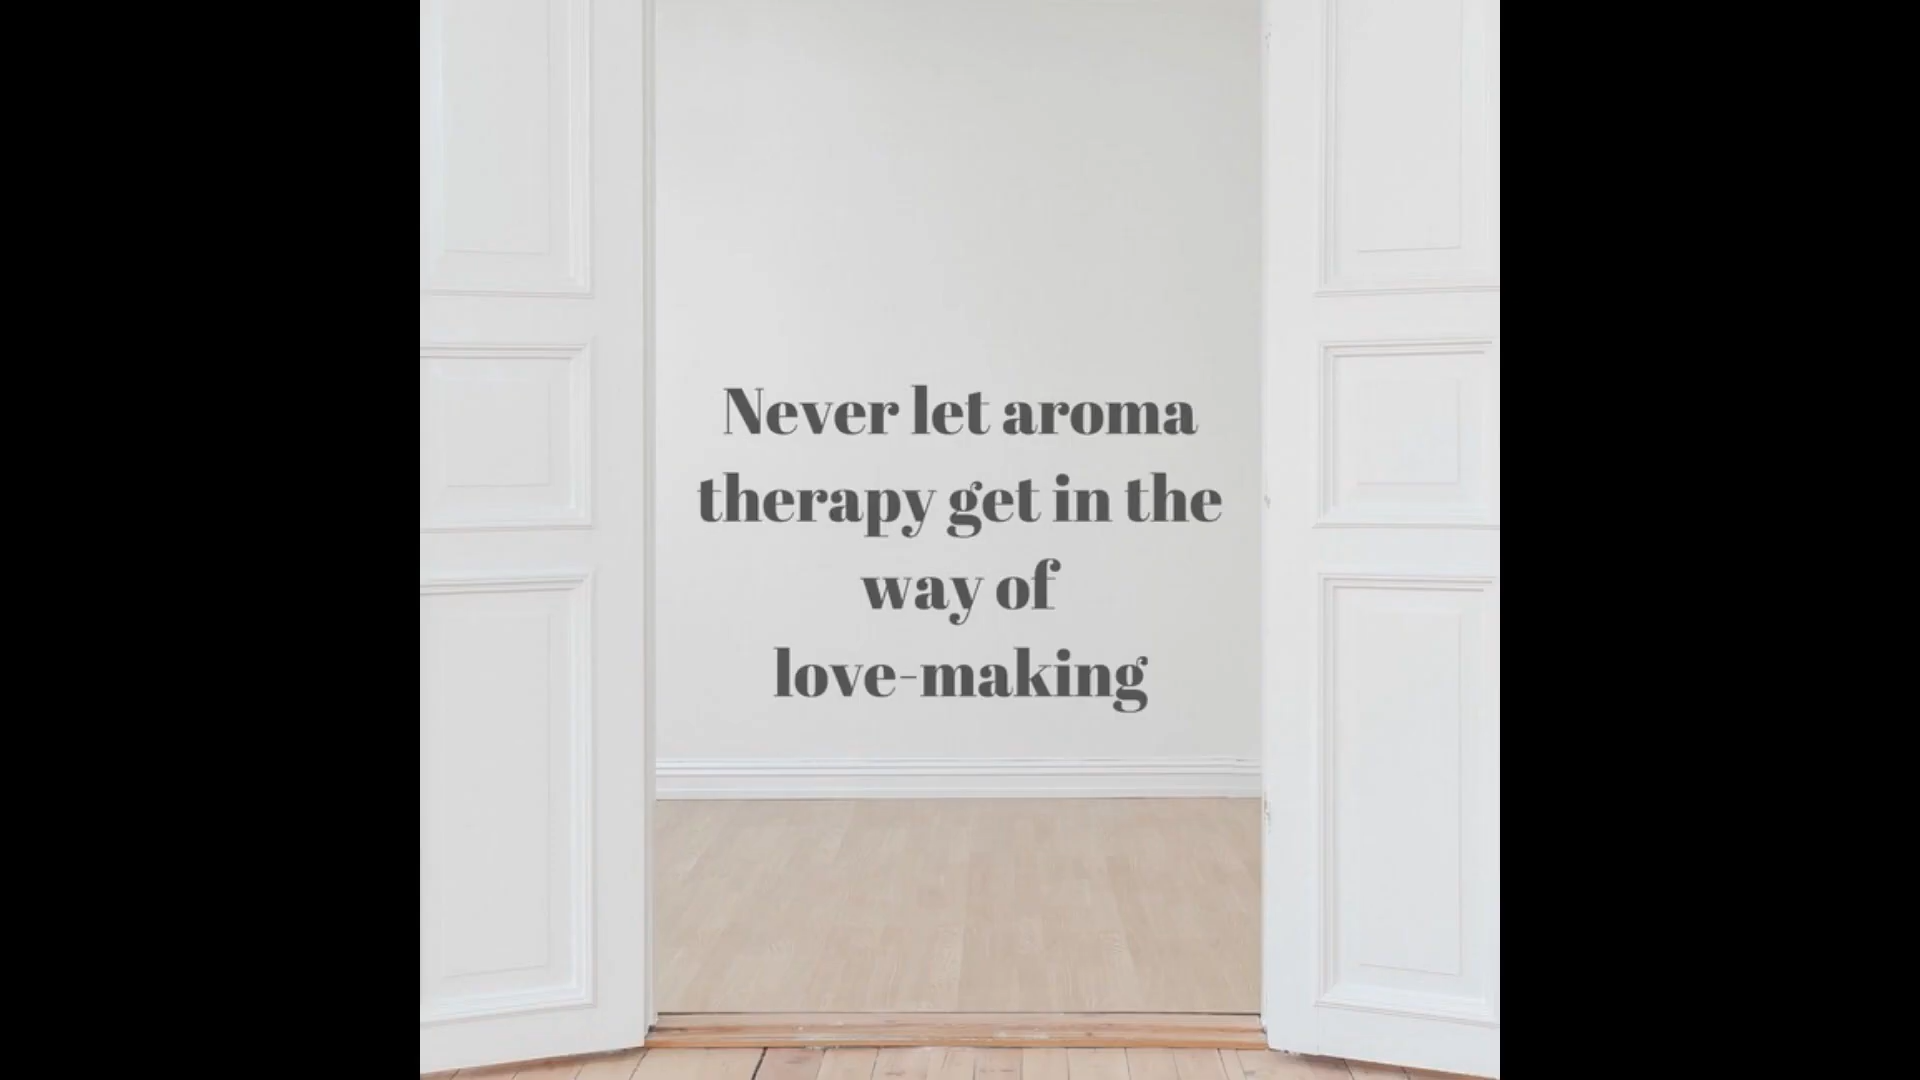 Never let aroma
therapy get in the
way of
love-making